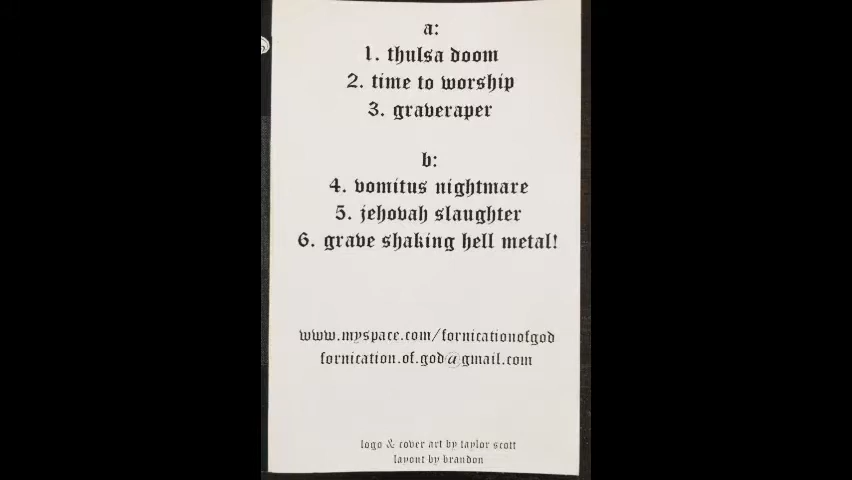 a:
1. thulsa doom
2. time to worship
3. graveraper
b:
4. vomitus nightmare
5. jehovah slaughter
6. grave shaking hell metal!
www.myspace.com/fornicationofgod
fornication.of.god@gmail.com
logo & cover art by taylor scott
layout by brandon